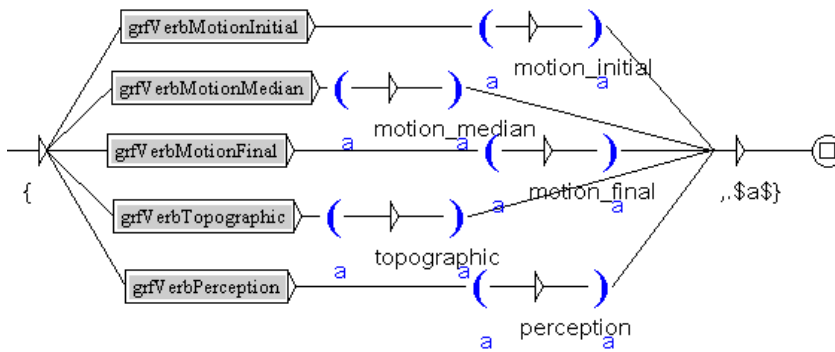 grfVerbMotionInitial ( )
motion_initial
a a
grfVerbMotionMedian ( )
motion_median
a a
grfVerbMotionFinal ( )
motion_final
a a
{
,.$a$}
grfVerbTopographic ( )
topographic
a a
grfVerbPerception ( )
perception
a a